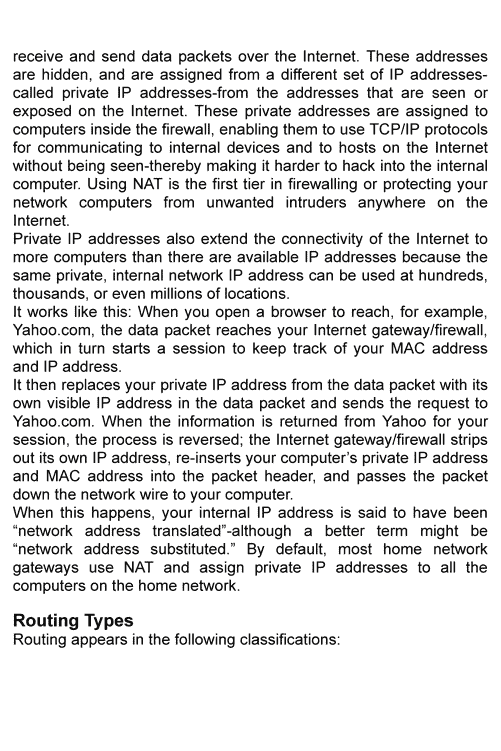 receive and send data packets over the Internet. These addresses
are hidden, and are assigned from a different set of IP addresses-
called private IP addresses-from the addresses that are seen or
exposed on the Internet. These private addresses are assigned to
computers inside the firewall, enabling them to use TCP/IP protocols
for communicating to internal devices and to hosts on the Internet
without being seen-thereby making it harder to hack into the internal
computer. Using NAT is the first tier in firewalling or protecting your
network computers from unwanted intruders anywhere on the
Internet.
Private IP addresses also extend the connectivity of the Internet to
more computers than there are available IP addresses because the
same private, internal network IP address can be used at hundreds,
thousands, or even millions of locations.
It works like this: When you open a browser to reach, for example,
Yahoo.com, the data packet reaches your Internet gateway/firewall,
which in turn starts a session to keep track of your MAC address
and IP address.
It then replaces your private IP address from the data packet with its
own visible IP address in the data packet and sends the request to
Yahoo.com. When the information is returned from Yahoo for your
session, the process is reversed; the Internet gateway/firewall strips
out its own IP address, re-inserts your computer’s private IP address
and MAC address into the packet header, and passes the packet
down the network wire to your computer.
When this happens, your internal IP address is said to have been
“network address translated”-although a better term might be
“network address substituted.” By default, most home network
gateways use NAT and assign private IP addresses to all the
computers on the home network.
Routing Types
Routing appears in the following classifications: